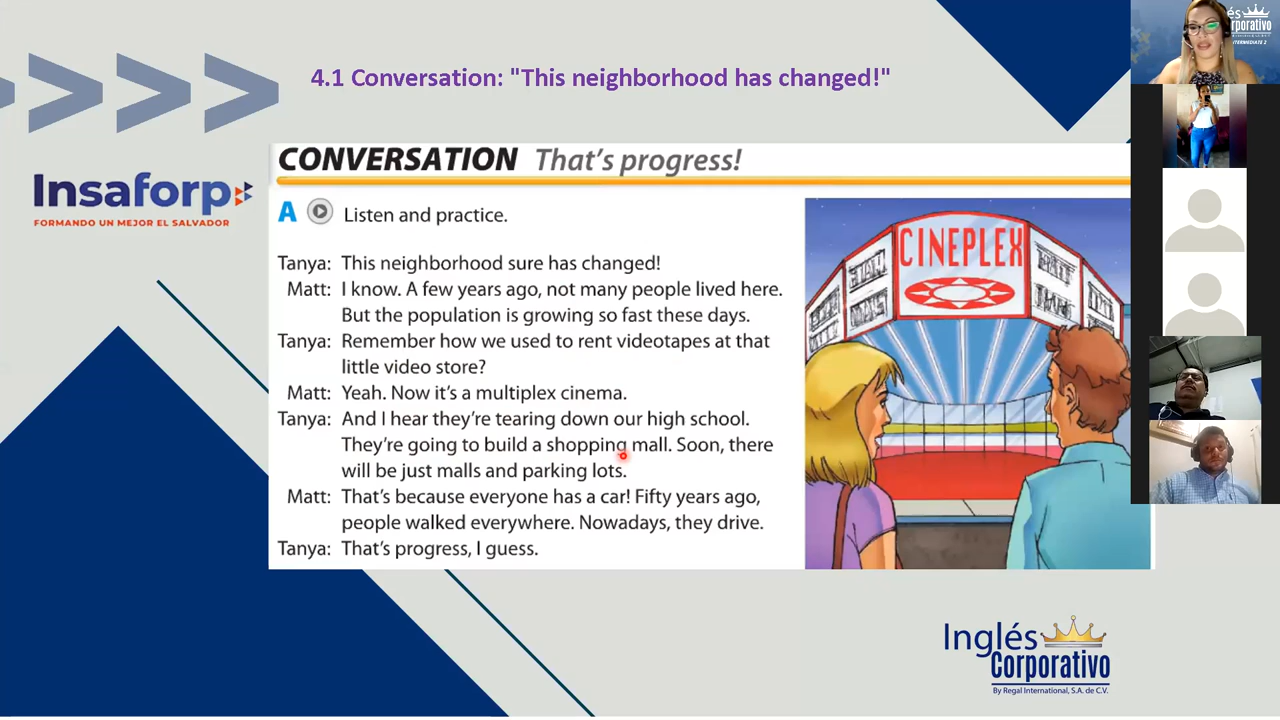 4.1 Conversation: "This neighborhood has changed!"
Insaforp
FORMANDO UN MEJOR EL SALVADOR
CONVERSATION That's progress!
A Listen and practice.
Tanya: This neighborhood sure has changed!
Matt: I know. A few years ago, not many people lived here.
But the population is growing so fast these days.
Tanya: Remember how we used to rent videotapes at that
little video store?
Matt: Yeah. Now it's a multiplex cinema.
Tanya: And I hear they're tearing down our high school.
They're going to build a shopping mall. Soon, there
will be just malls and parking lots.
Matt: That's because everyone has a car! Fifty years ago,
people walked everywhere. Nowadays, they drive.
Tanya: That's progress, I guess.
CINEPLEX
Inglés
Corporativo
By Regal International, S.A. de C.V.
INTERMEDIATE 2